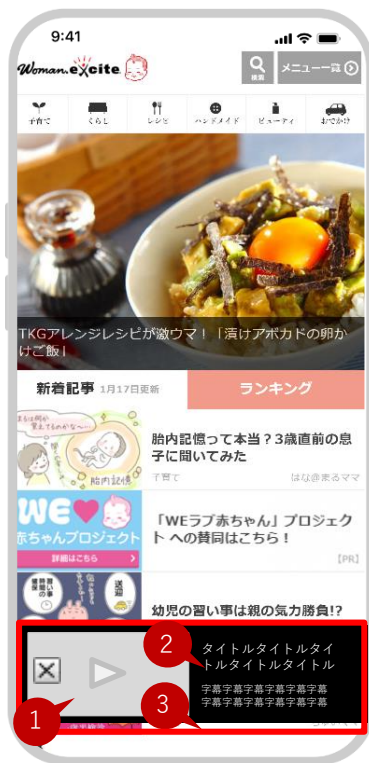 9:41
Woman.excite
検索
メニュー一覧
子育て
くらし
レシピ
ハンドメイド
ビューティ
おでかけ
TKGアレンジレシピが激ウマ！「漬けアボカドの卵か
けご飯」
新着記事 1月17日更新
ランキング
胎内記憶
胎内記憶って本当？3歳直前の息
子に聞いてみた
子育て
はな@まるママ
WE
赤ちゃんプロジェクト
詳細はこちら
「WEラブ赤ちゃん」プロジェク
ト への賛同はこちら！
[PR]
送迎
幼児の習い事は親の気力勝負!?
タイトルタイトルタイ
トルタイトルタイトル
字幕字幕字幕字幕字幕字幕
字幕字幕字幕字幕字幕字幕
1
2
3